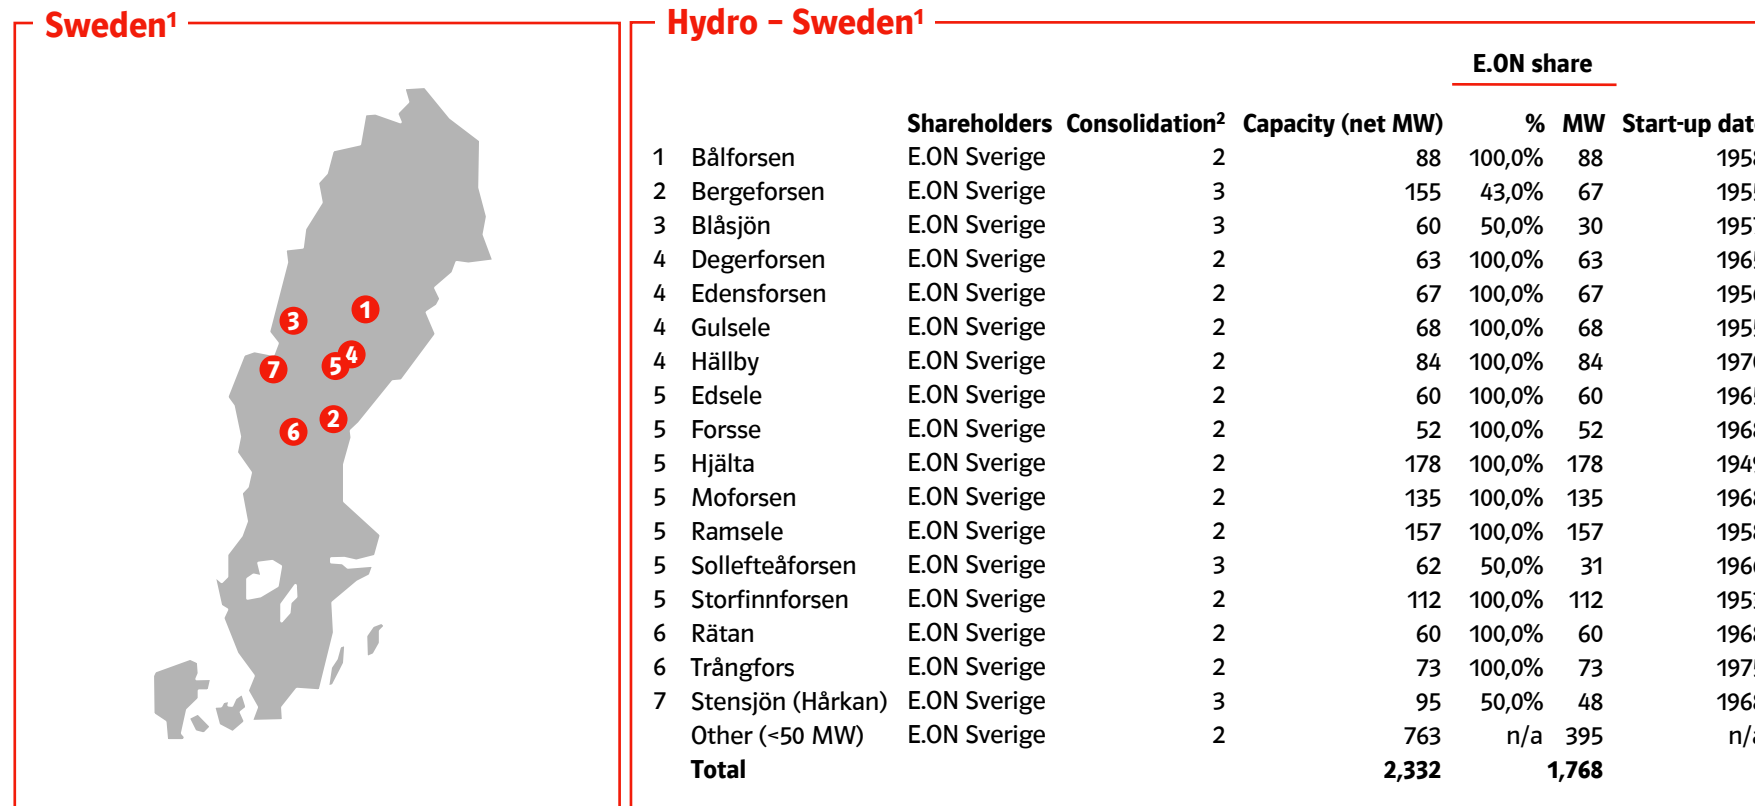 Sweden¹
3
1
7
5
4
2
6
Hydro – Sweden¹
E.ON share
Shareholders Consolidation² Capacity (net MW) % MW Start-up
1 Bålforsen E.ON Sverige 2 88 100,0% 88
2 Bergeforsen E.ON Sverige 3 155 43,0% 67
3 Blåsjön E.ON Sverige 3 60 50,0% 30
4 Degerforsen E.ON Sverige 2 63 100,0% 63
4 Edensforsen E.ON Sverige 2 67 100,0% 67
4 Gulsele E.ON Sverige 2 68 100,0% 68
4 Hällby E.ON Sverige 2 84 100,0% 84
5 Edsele E.ON Sverige 2 60 100,0% 60
5 Forsse E.ON Sverige 2 52 100,0% 52
5 Hjälta E.ON Sverige 2 178 100,0% 178
5 Moforsen E.ON Sverige 2 135 100,0% 135
5 Ramsele E.ON Sverige 2 157 100,0% 157
5 Sollefteåforsen E.ON Sverige 3 62 50,0% 31
5 Storfinnforsen E.ON Sverige 2 112 100,0% 112
6 Rätan E.ON Sverige 2 60 100,0% 60
6 Trångfors E.ON Sverige 2 73 100,0% 73
7 Stensjön (Hårkan) E.ON Sverige 3 95 50,0% 48
Other (<50 MW) E.ON Sverige 2 763 n/a 395
Total 2,332 1,768